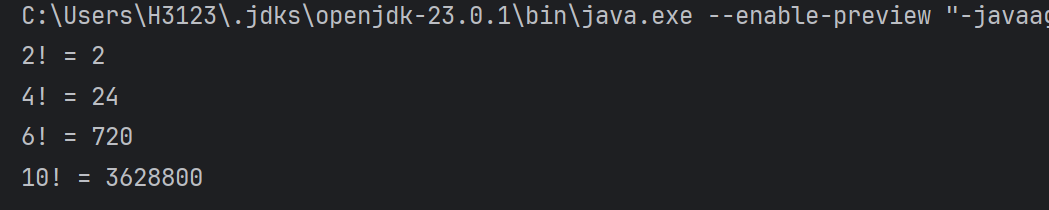 C:\Users\H3123\.jdks\openjdk-23.0.1\bin\java.exe --enable-preview "-javaag
2! = 2
4! = 24
6! = 720
10! = 3628800